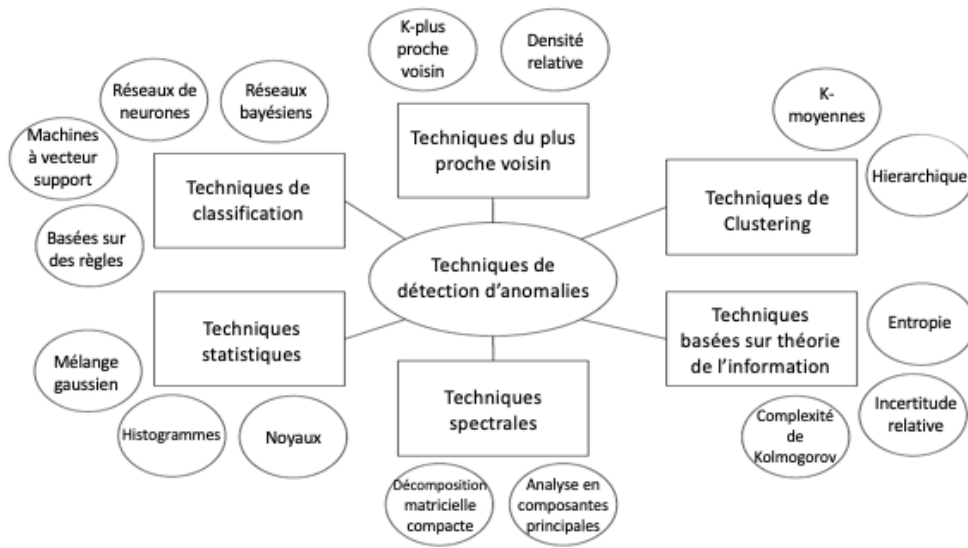 K-plus
proche
voisin
Densité
relative
Réseaux de
neurones
Réseaux
bayésiens
K-
moyennes
Machines
à vecteur
support
Techniques du plus
proche voisin
Techniques de
classification
Techniques de
Clustering
Hierarchique
Basées sur
des règles
Techniques de
détection d'anomalies
Techniques
statistiques
Techniques
basées sur théorie
de l'information
Entropie
Mélange
gaussien
Techniques
spectrales
Incertitude
relative
Histogrammes
Noyaux
Complexité
de
Kolmogorov
Décomposition
matricielle
compacte
Analyse en
composantes
principales